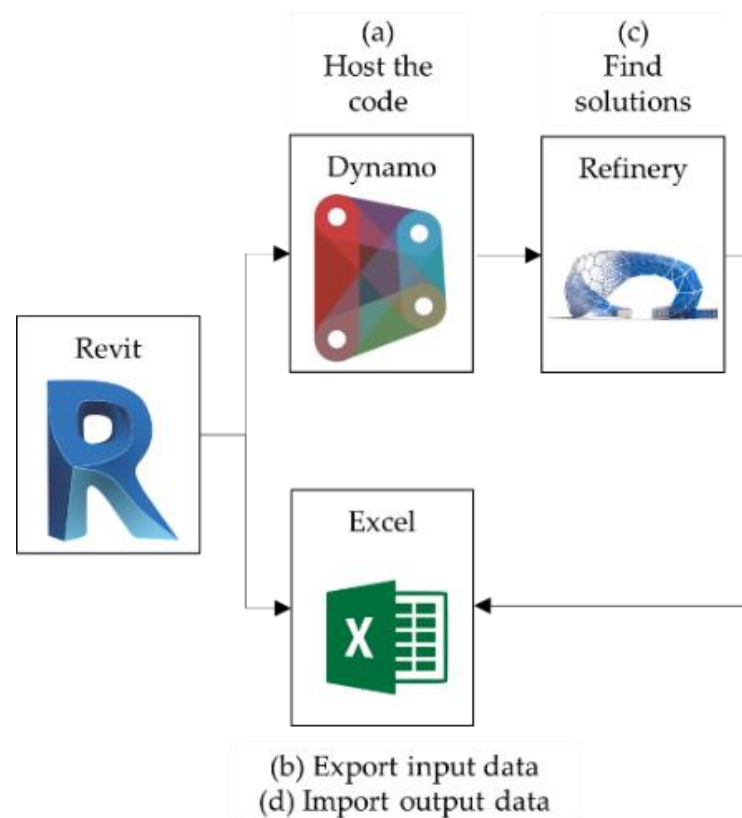 (a)
Host the
code
(c)
Find
solutions
Dynamo
Refinery
Revit
R
Excel
X
(b) Export input data
(d) Import output data